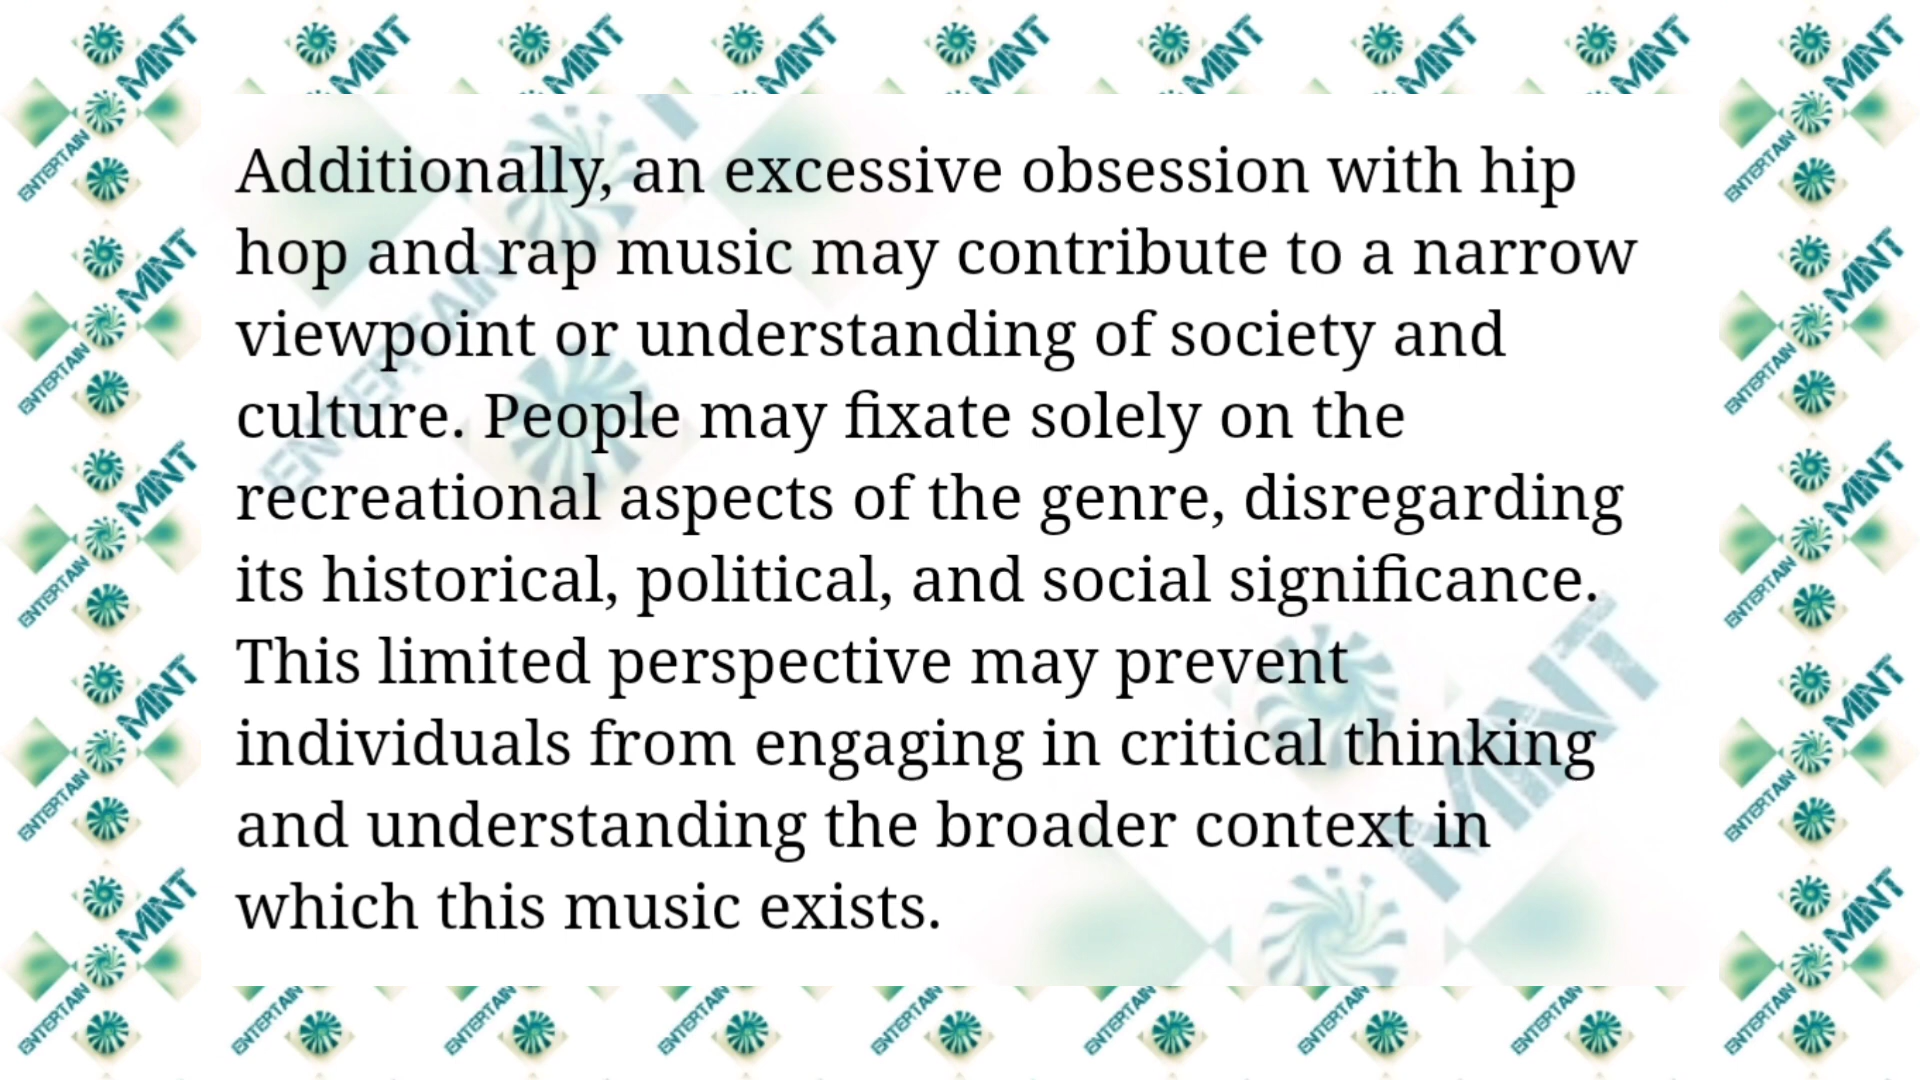 Additionally, an excessive obsession with hip
hop and rap music may contribute to a narrow
viewpoint or understanding of society and
culture. People may fixate solely on the
recreational aspects of the genre, disregarding
its historical, political, and social significance.
This limited perspective may prevent
individuals from engaging in critical thinking
and understanding the broader context in
which this music exists.
ENTERTAIN
MINT